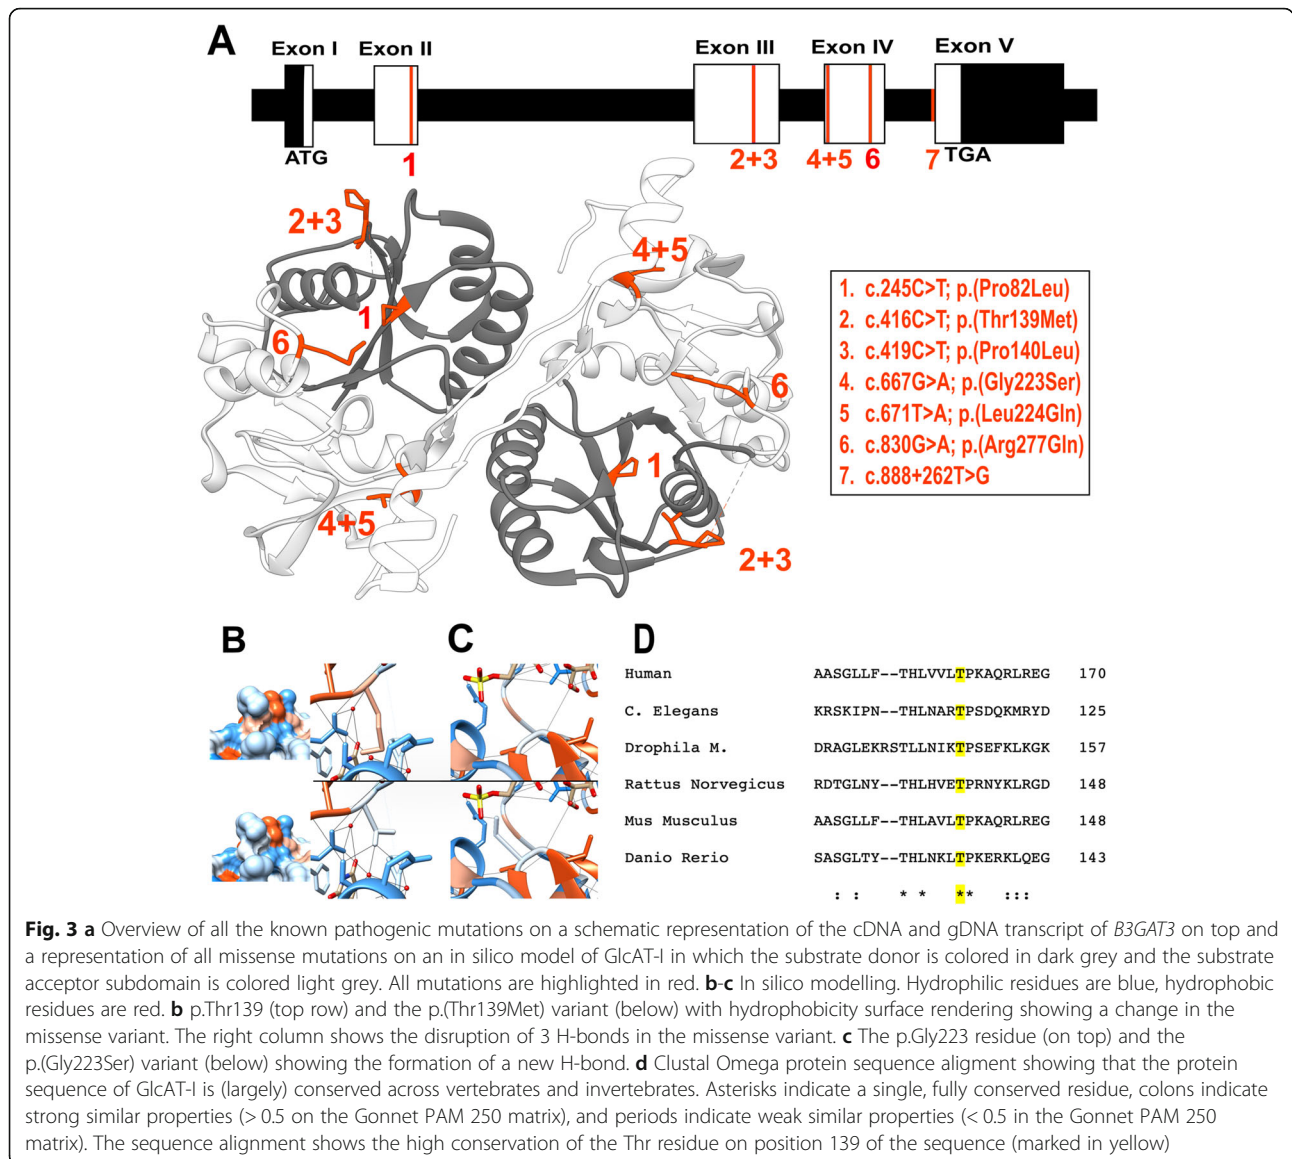 A
Exon I Exon II Exon III Exon IV Exon V
ATG 1 2+3 4+5 6 7 TGA
2+3
4+5
1
6
6
1
4+5
2+3
1. c.245C>T; p.(Pro82Leu)
2. c.416C>T; p.(Thr139Met)
3. c.419C>T; p.(Pro140Leu)
4. c.667G>A; p.(Gly223Ser)
5 c.671T>A; p.(Leu224Gln)
6. c.830G>A; p.(Arg277Gln)
7. c.888+262T>G
B C D
Human AASGLLF--THLVVLTPKAQRLREG 170
C. Elegans KRSKIPN--THLNARTPSDQKMRYD 125
Drophila M. DRAGLEKRSTLLNIKTPSEFKLKGK 157
Rattus Norvegicus RDTGLNY--THLHVETPRNYKLRGD 148
Mus Musculus AASGLLF--THLAVLTPKAQRLREG 148
Danio Rerio SASGLTY--THLNKLTPKERKLQEG 143
: : * * ** :::
Fig. 3 a Overview of all the known pathogenic mutations on a schematic representation of the cDNA and gDNA transcript of B3GAT3 on top and
a representation of all missense mutations on an in silico model of GlcAT-I in which the substrate donor is colored in dark grey and the substrate
acceptor subdomain is colored light grey. All mutations are highlighted in red. b-c In silico modelling. Hydrophilic residues are blue, hydrophobic
residues are red. b p.Thr139 (top row) and the p.(Thr139Met) variant (below) with hydrophobicity surface rendering showing a change in the
missense variant. The right column shows the disruption of 3 H-bonds in the missense variant. c The p.Gly223 residue (on top) and the
p.(Gly223Ser) variant (below) showing the formation of a new H-bond. d Clustal Omega protein sequence aligment showing that the protein
sequence of GlcAT-I is (largely) conserved across vertebrates and invertebrates. Asterisks indicate a single, fully conserved residue, colons indicate
strong similar properties (> 0.5 on the Gonnet PAM 250 matrix), and periods indicate weak similar properties (< 0.5 in the Gonnet PAM 250
matrix). The sequence alignment shows the high conservation of the Thr residue on position 139 of the sequence (marked in yellow)